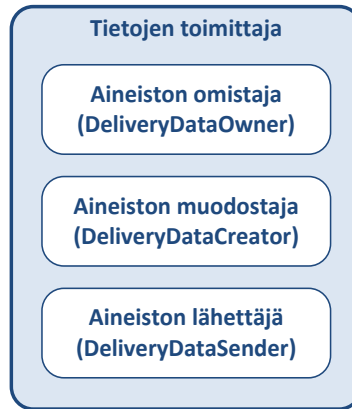 Tietojen toimittaja
Aineiston omistaja
(DeliveryDataOwner)
Aineiston muodostaja
(DeliveryDataCreator)
Aineiston lähettäjä
(DeliveryDataSender)